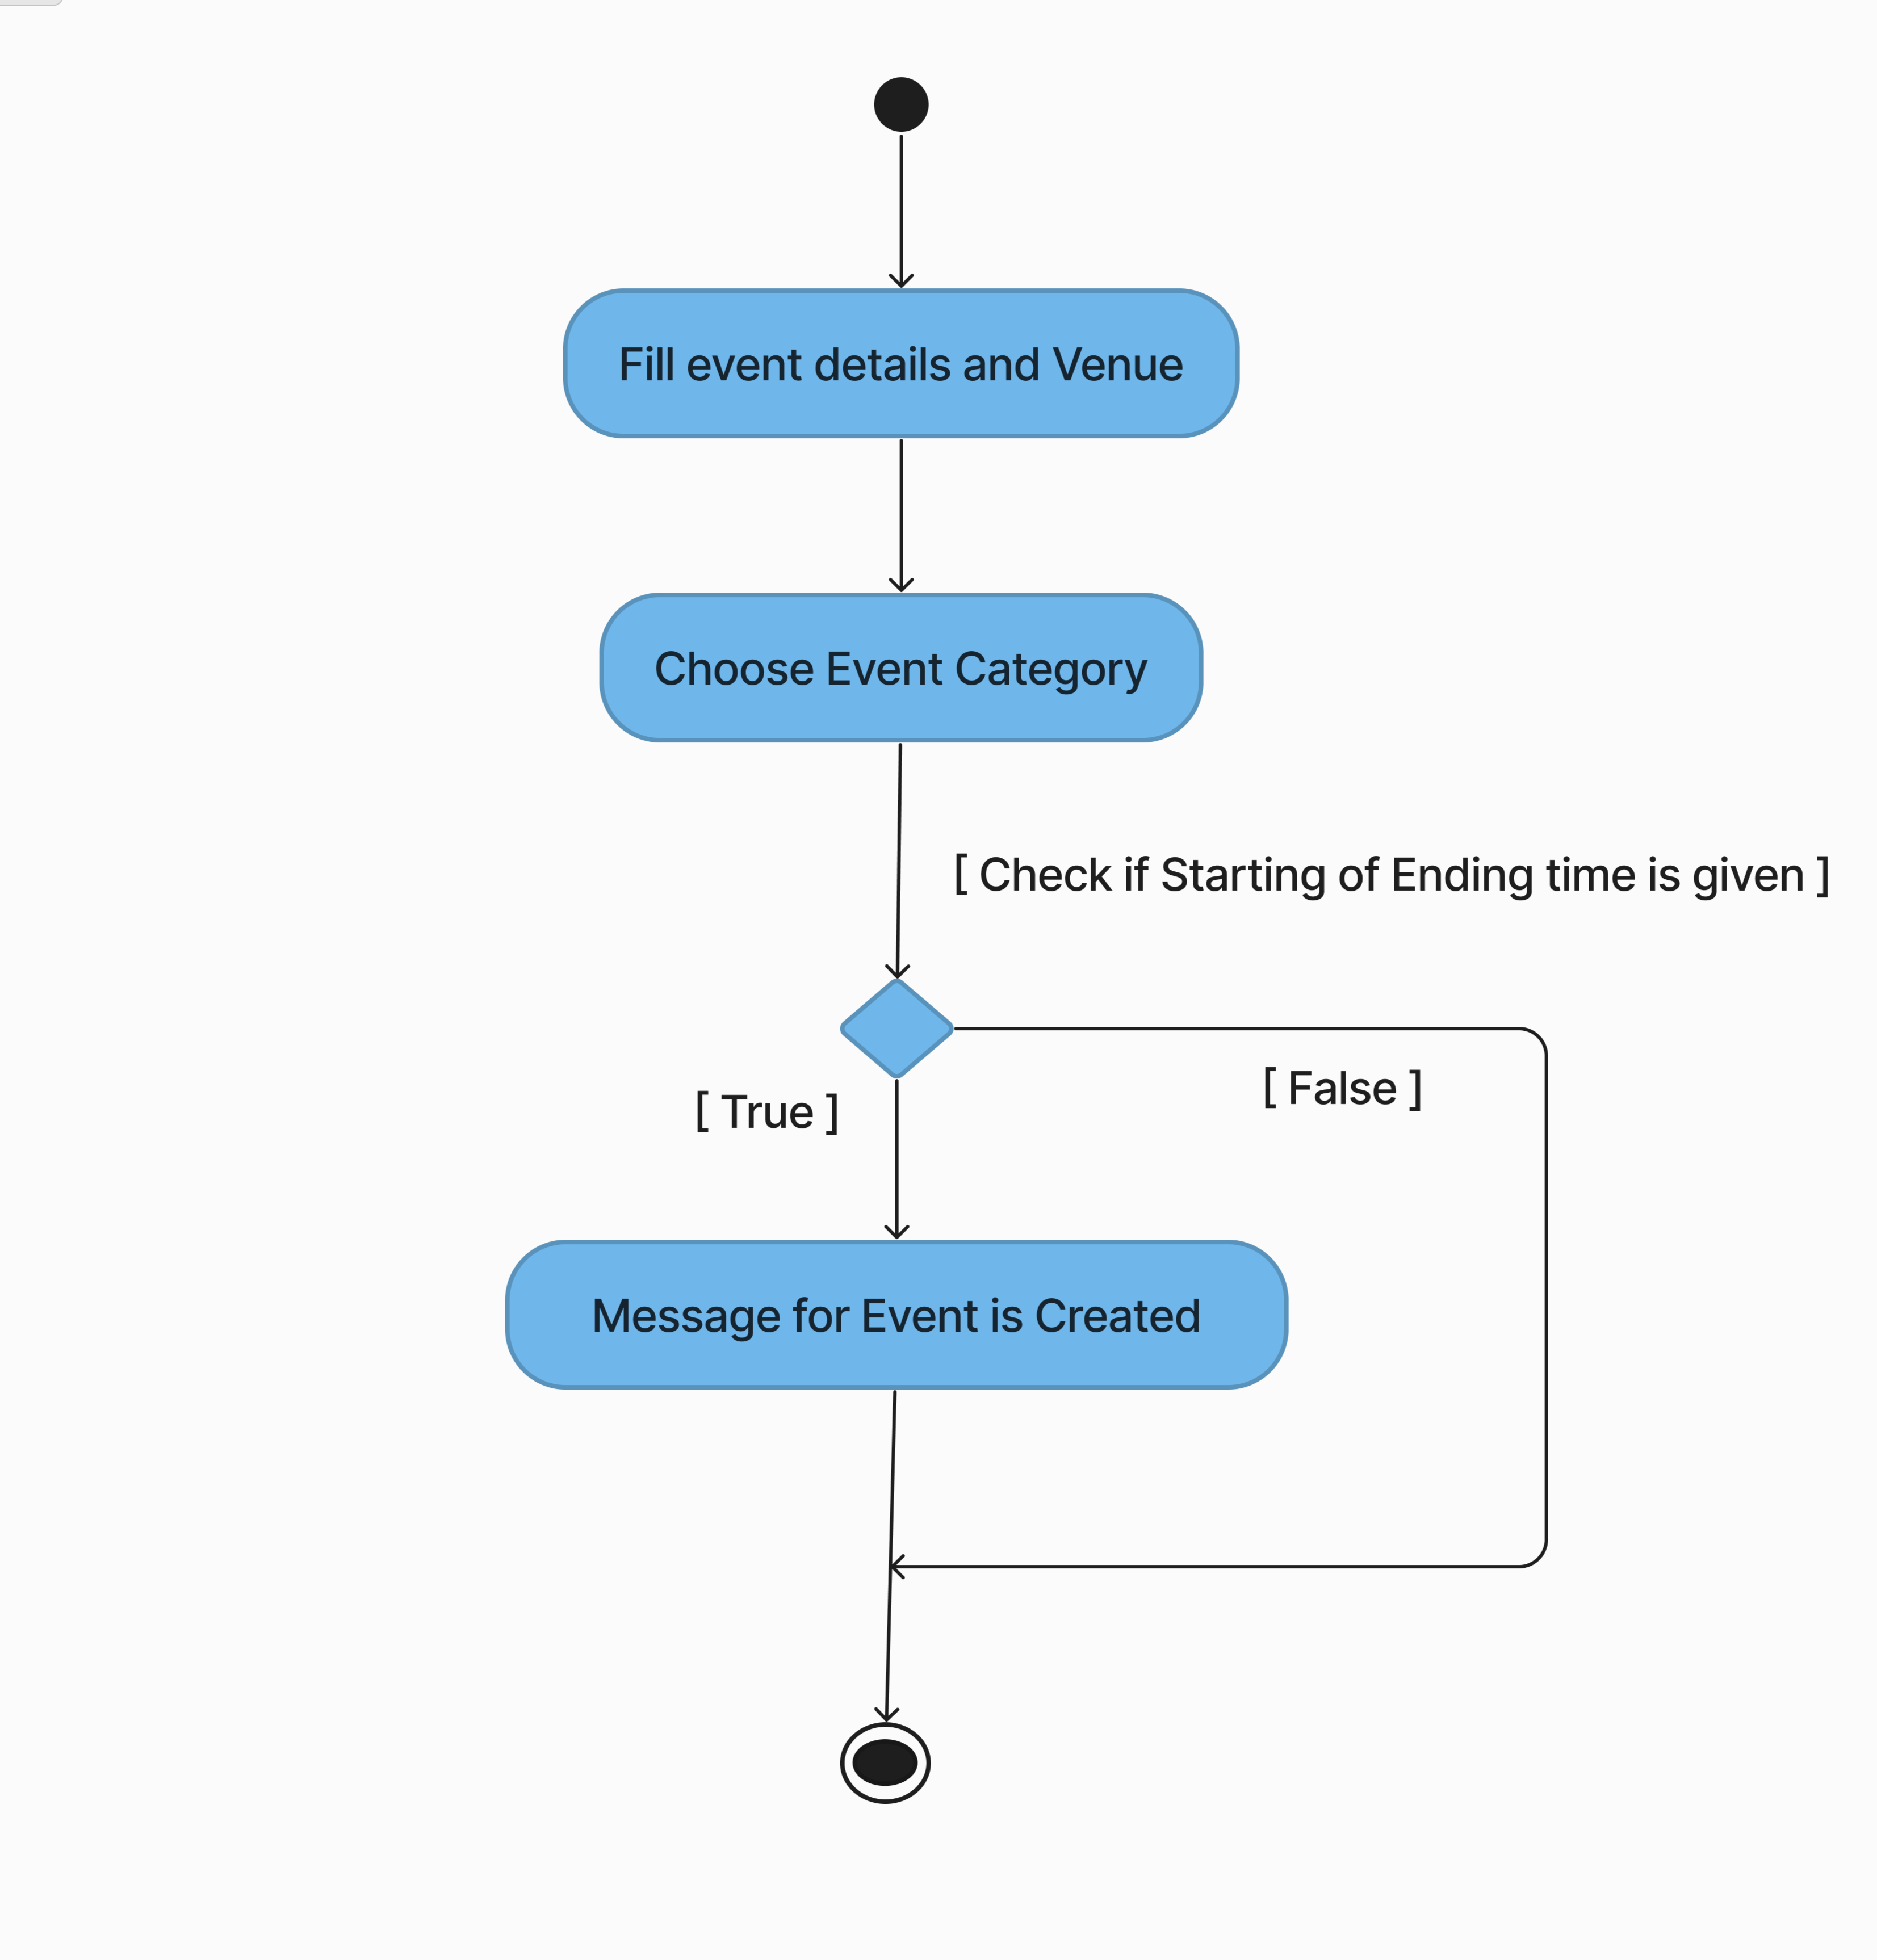 Fill event details and Venue
Choose Event Category
[ Check if Starting of Ending time is given ]
[ False ]
[ True ]
Message for Event is Created